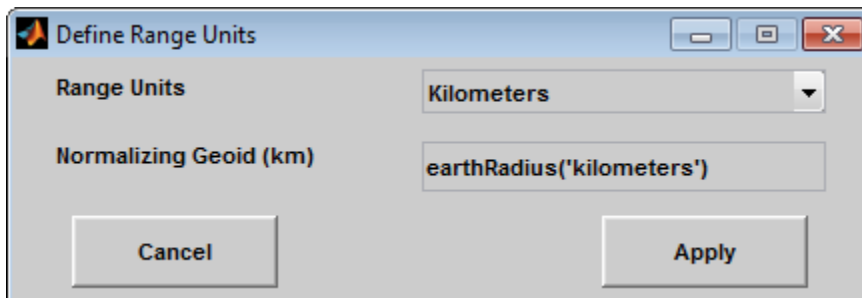 Define Range Units
Range Units
Kilometers
Normalizing Geoid (km)
earthRadius('kilometers')
Cancel
Apply